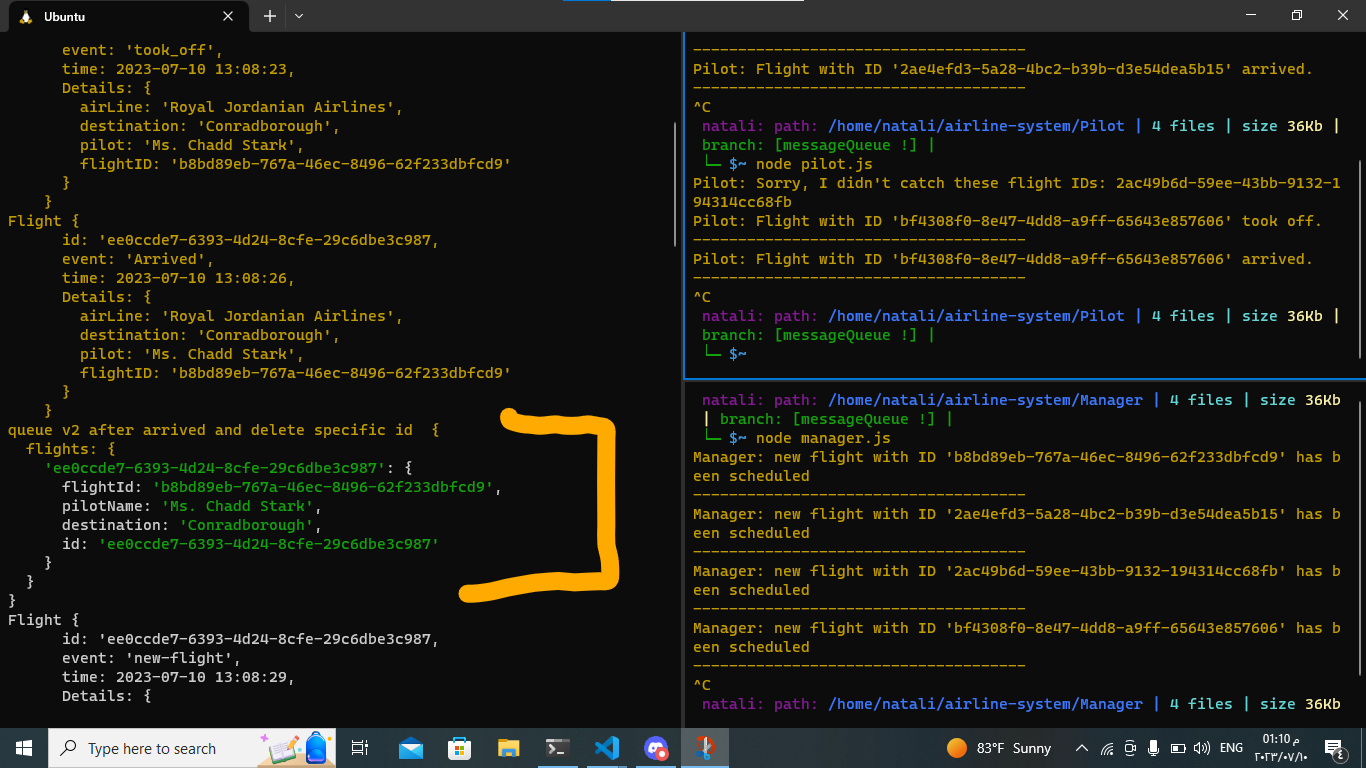 Ubuntu
event: 'took_off',
time: 2023-07-10 13:08:23,
Details: {
airLine: 'Royal Jordanian Airlines',
destination: 'Conradborough',
pilot: 'Ms. Chadd Stark',
flightID: 'b8bd89eb-767a-46ec-8496-62f233dbfcd9'
}
}
Flight {
id: 'ee0ccde7-6393-4d24-8cfe-29c6dbe3c987,
event: 'Arrived',
time: 2023-07-10 13:08:26,
Details: {
airLine: 'Royal Jordanian Airlines',
destination: 'Conradborough',
pilot: 'Ms. Chadd Stark',
flightID: 'b8bd89eb-767a-46ec-8496-62f233dbfcd9'
}
}
queue v2 after arrived and delete specific id  {
flights: {
'ee0ccde7-6393-4d24-8cfe-29c6dbe3c987': {
flightId: 'b8bd89eb-767a-46ec-8496-62f233dbfcd9',
pilotName: 'Ms. Chadd Stark',
destination: 'Conradborough',
id: 'ee0ccde7-6393-4d24-8cfe-29c6dbe3c987'
}
}
}
Flight {
id: 'ee0ccde7-6393-4d24-8cfe-29c6dbe3c987,
event: 'new-flight',
time: 2023-07-10 13:08:29,
Details: {
-------------------------------------
Pilot: Flight with ID '2ae4efd3-5a28-4bc2-b39b-d3e54dea5b15' arrived.
-------------------------------------
^C
natali: path: /home/natali/airline-system/Pilot | 4 files | size 36Kb |
branch: [messageQueue !] |
└─ $~ node pilot.js
Pilot: Sorry, I didn't catch these flight IDs: 2ac49b6d-59ee-43bb-9132-1
94314cc68fb
Pilot: Flight with ID 'bf4308f0-8e47-4dd8-a9ff-65643e857606' took off.
-------------------------------------
Pilot: Flight with ID 'bf4308f0-8e47-4dd8-a9ff-65643e857606' arrived.
-------------------------------------
^C
natali: path: /home/natali/airline-system/Pilot | 4 files | size 36Kb |
branch: [messageQueue !] |
└─ $~
natali: path: /home/natali/airline-system/Manager | 4 files | size 36Kb
| branch: [messageQueue !] |
└─ $~ node manager.js
Manager: new flight with ID 'b8bd89eb-767a-46ec-8496-62f233dbfcd9' has b
een scheduled
-------------------------------------
Manager: new flight with ID '2ae4efd3-5a28-4bc2-b39b-d3e54dea5b15' has b
een scheduled
-------------------------------------
Manager: new flight with ID '2ac49b6d-59ee-43bb-9132-194314cc68fb' has b
een scheduled
-------------------------------------
Manager: new flight with ID 'bf4308f0-8e47-4dd8-a9ff-65643e857606' has b
een scheduled
-------------------------------------
^C
natali: path: /home/natali/airline-system/Manager | 4 files | size 36Kb
Type here to search
83°F Sunny
ENG
01:10 م
٢٠٢٣/٠٧/١٠
٤